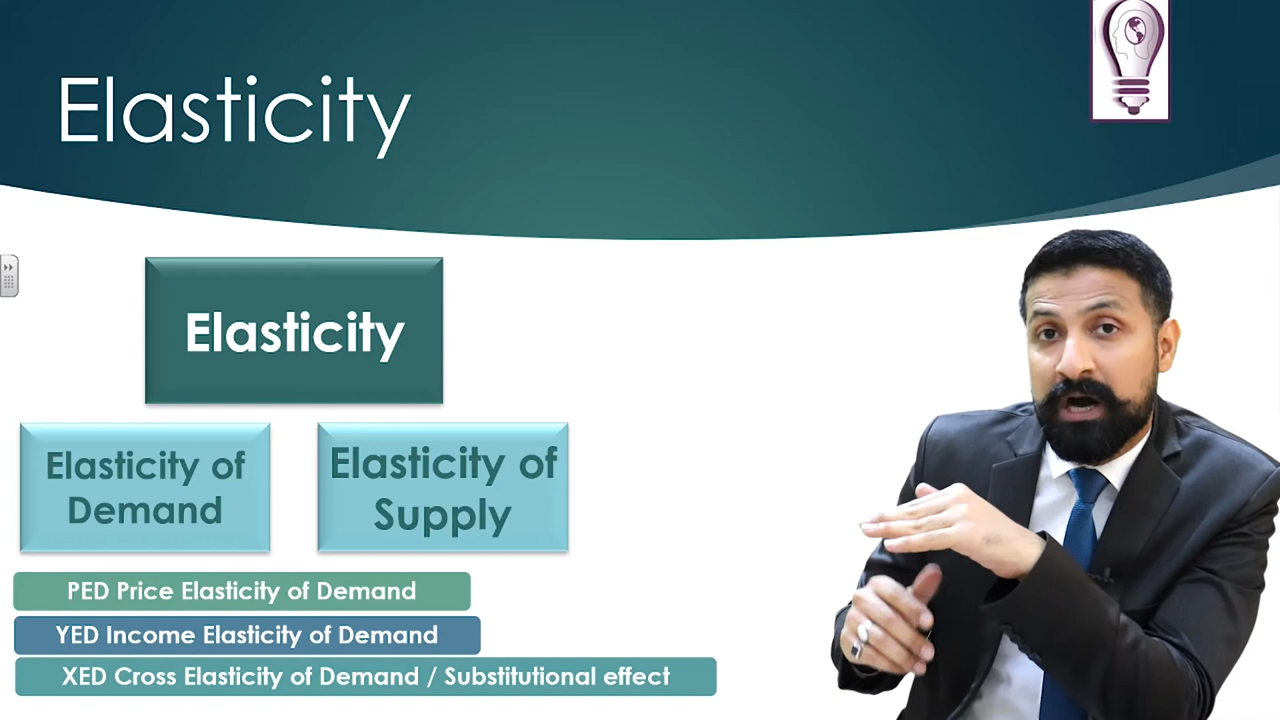 Elasticity
Elasticity
Elasticity of
Demand
Elasticity of
Supply
PED Price Elasticity of Demand
YED Income Elasticity of Demand
XED Cross Elasticity of Demand / Substitutional effect